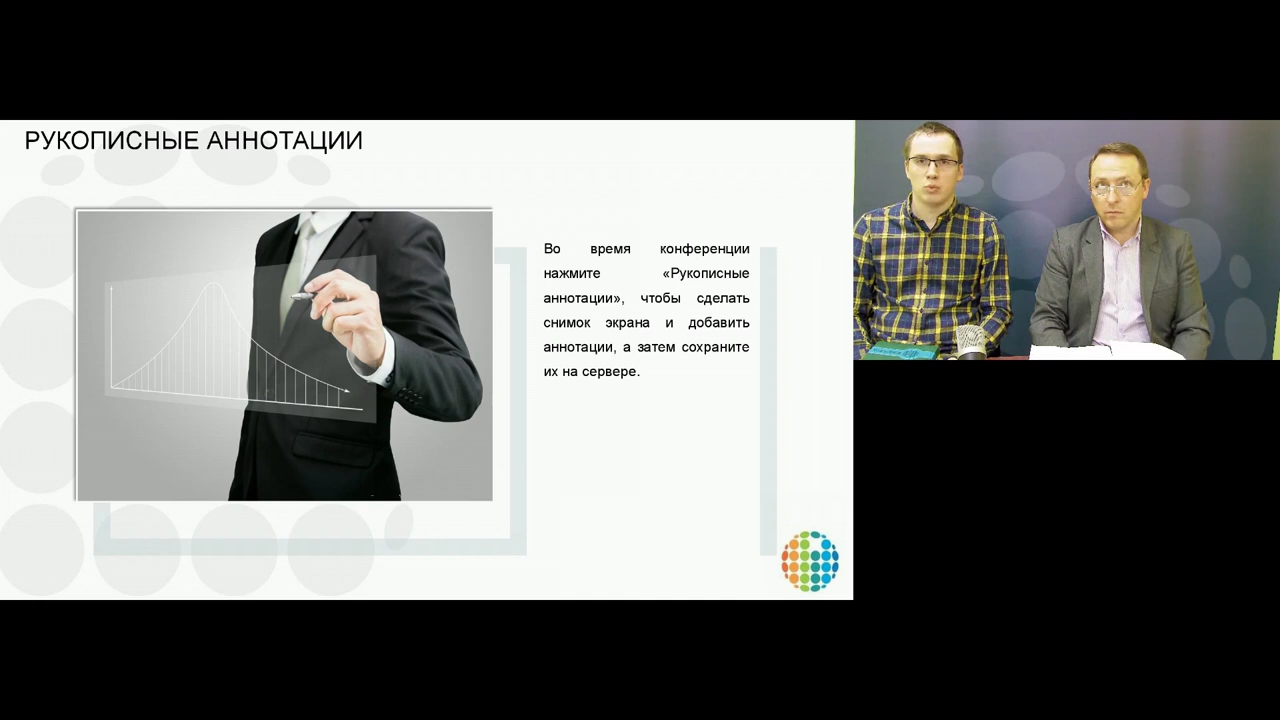 РУКОПИСНЫЕ АННОТАЦИИ
Во время конференции
нажмите «Рукописные
аннотации», чтобы сделать
снимок экрана и добавить
аннотации, а затем сохраните
их на сервере.